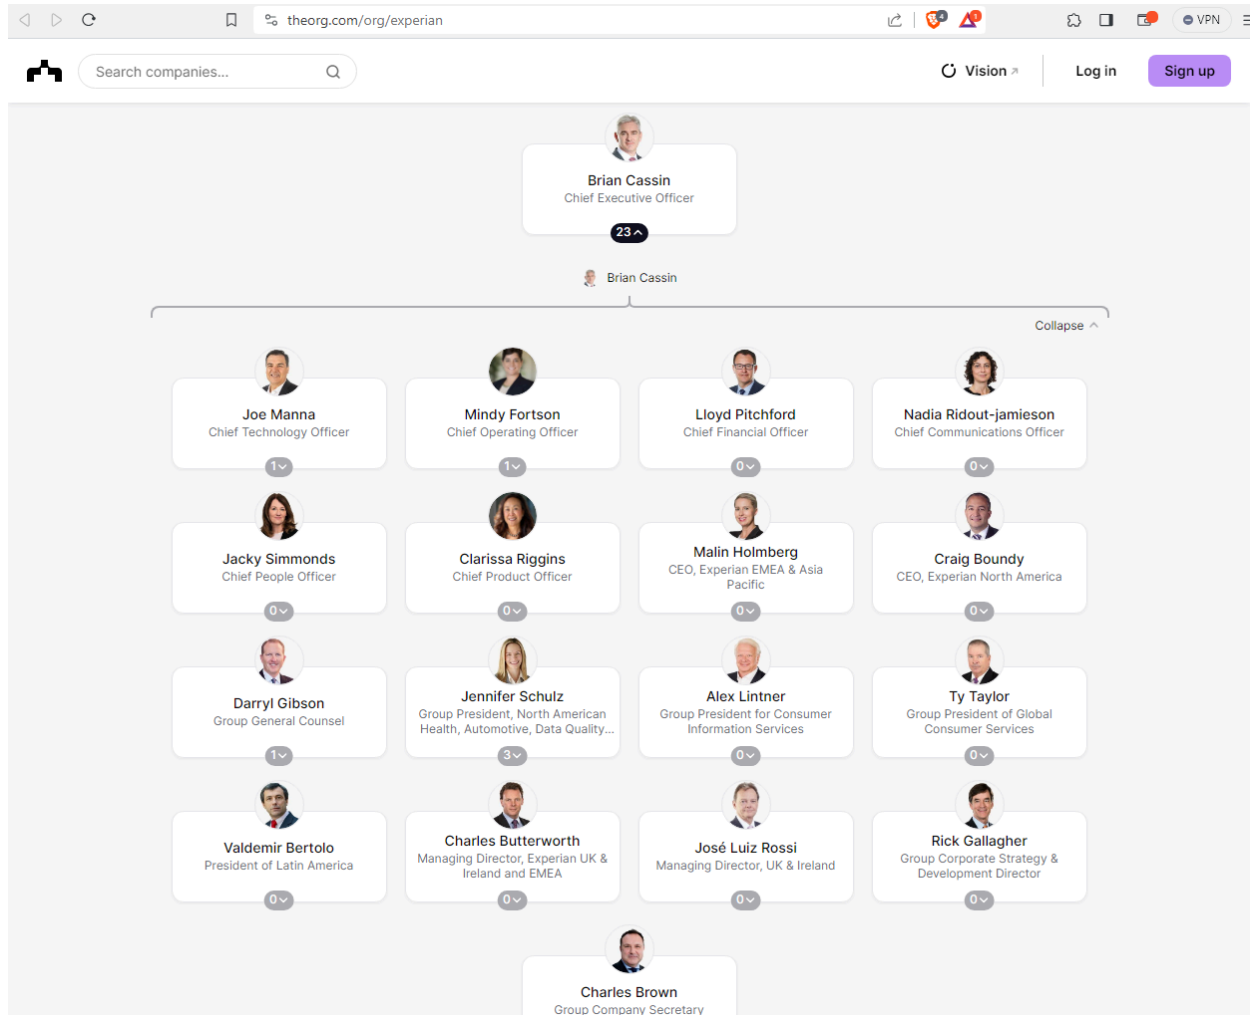 theorg.com/org/experian
4
1
VPN
Search companies...
Vision
Log in
Sign up
Brian Cassin
Chief Executive Officer
23
Brian Cassin
Collapse
Joe Manna
Chief Technology Officer
1
Mindy Fortson
Chief Operating Officer
1
Lloyd Pitchford
Chief Financial Officer
0
Nadia Ridout-jamieson
Chief Communications Officer
0
Jacky Simmonds
Chief People Officer
0
Clarissa Riggins
Chief Product Officer
0
Malin Holmberg
CEO, Experian EMEA & Asia
Pacific
0
Craig Boundy
CEO, Experian North America
0
Darryl Gibson
Group General Counsel
1
Jennifer Schulz
Group President, North American
Health, Automotive, Data Quality...
3
Alex Lintner
Group President for Consumer
Information Services
0
Ty Taylor
Group President of Global
Consumer Services
0
Valdemir Bertolo
President of Latin America
0
Charles Butterworth
Managing Director, Experian UK &
Ireland and EMEA
0
José Luiz Rossi
Managing Director, UK & Ireland
0
Rick Gallagher
Group Corporate Strategy &
Development Director
0
Charles Brown
Group Company Secretary